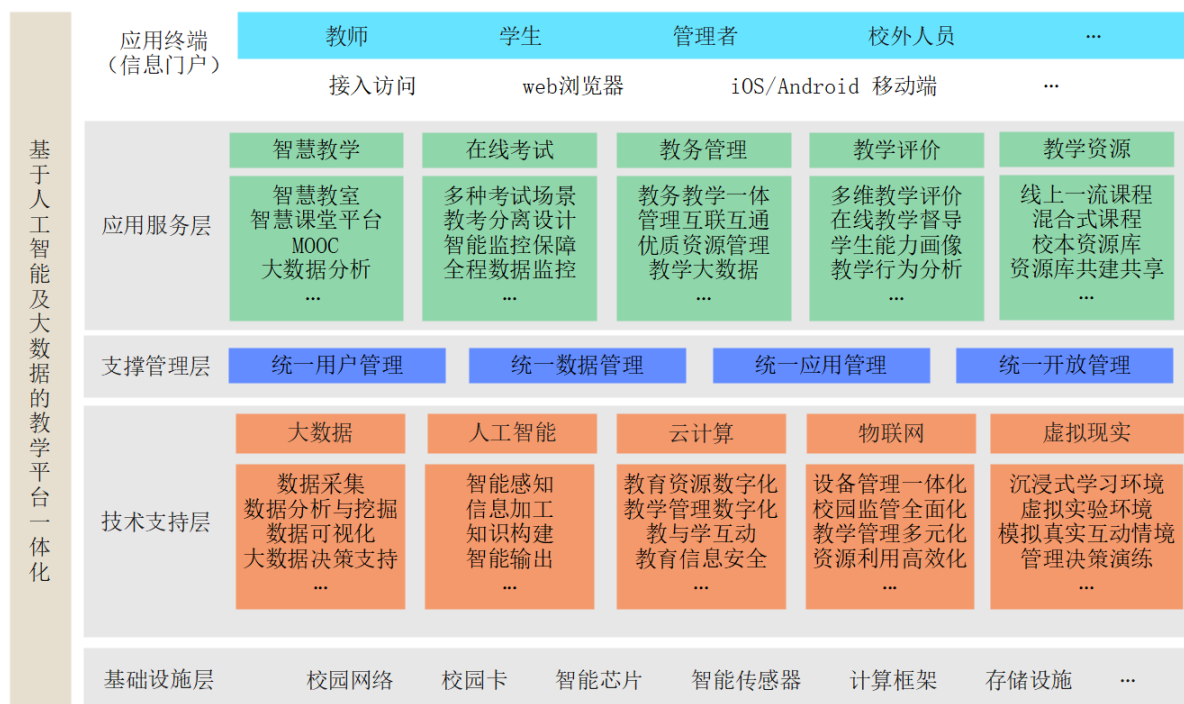 基于人工智能及大数据的教学平台一体化
应用终端
（信息门户）
教师 学生 管理者 校外人员 …
接入访问 web浏览器 iOS/Android 移动端 …
应用服务层
智慧教学
智慧教室
智慧课堂平台
MOOC
大数据分析
…
在线考试
多种考试场景
教考分离设计
智能监控保障
全程数据监控
…
教务管理
教务教学一体
管理互联互通
优质资源管理
教学大数据
…
教学评价
多维教学评价
在线教学督导
学生能力画像
教学行为分析
…
教学资源
线上一流课程
混合式课程
校本资源库
资源库共建共享
…
支撑管理层
统一用户管理 统一数据管理 统一应用管理 统一开放管理
技术支持层
大数据
数据采集
数据分析与挖掘
数据可视化
大数据决策支持
…
人工智能
智能感知
信息加工
知识构建
智能输出
…
云计算
教育资源数字化
教学管理数字化
教与学互动
教育信息安全
…
物联网
设备管理一体化
校园监管全面化
教学管理多元化
资源利用高效化
…
虚拟现实
沉浸式学习环境
虚拟实验环境
模拟真实互动情境
管理决策演练
…
基础设施层
校园网络 校园卡 智能芯片 智能传感器 计算框架 存储设施 …